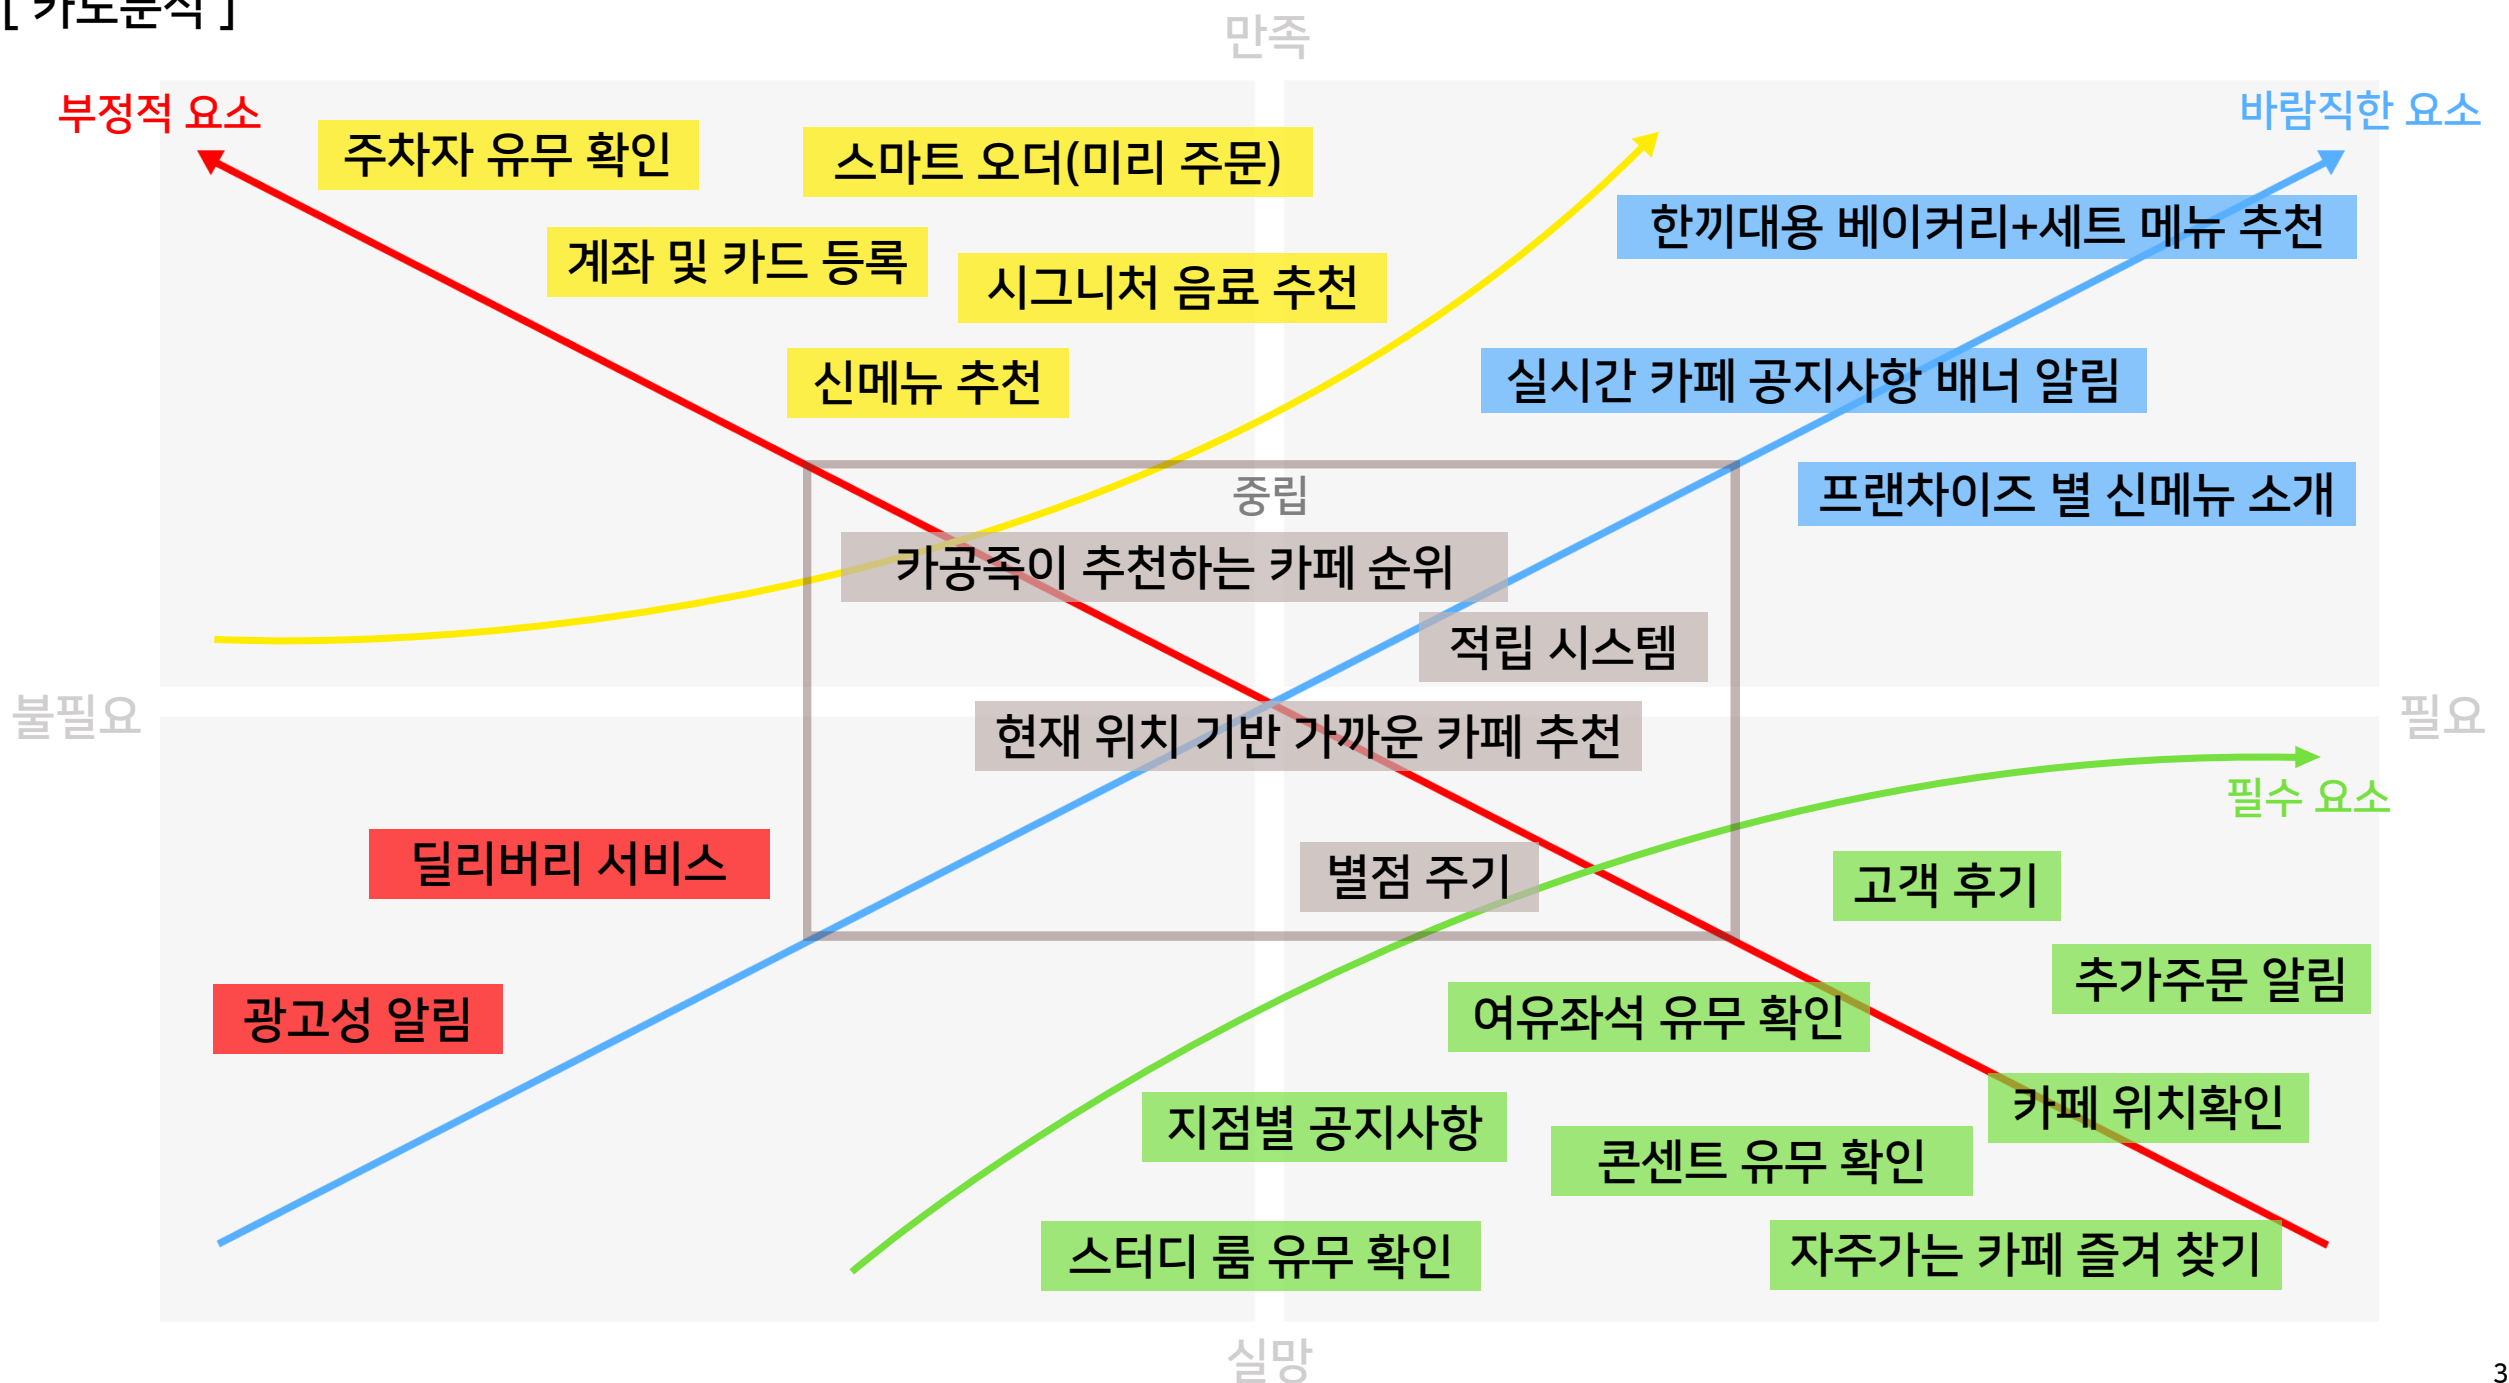 [ 카노분석 ]
만족
부정적 요소
바람직한 요소
주차자 유무 확인
스마트 오더(미리 주문)
한끼대용 베이커리+세트 메뉴 추천
계좌 및 카드 등록
시그니처 음료 추천
신메뉴 추천
실시간 카페 공지사항 배너 알림
중립
프랜차이즈 별 신메뉴 소개
카공족이 추천하는 카페 순위
적립 시스템
불필요
현재 위치 기반 가까운 카페 추천
필요
필수 요소
딜리버리 서비스
별점 주기
고객 후기
추가주문 알림
광고성 알림
여유좌석 유무 확인
지점별 공지사항
카페 위치확인
콘센트 유무 확인
스터디 룸 유무 확인
자주가는 카페 즐겨 찾기
실망
3